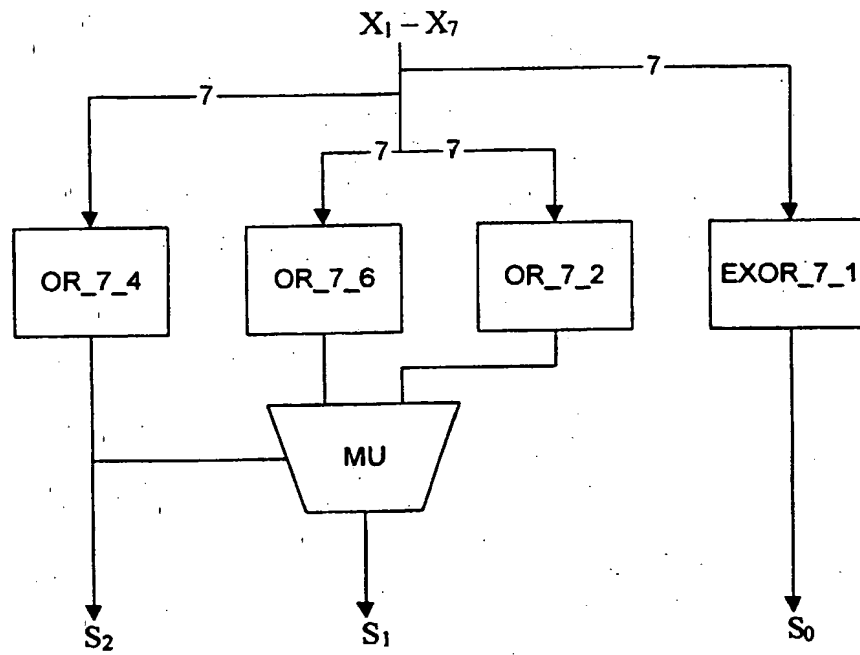 X₁ – X₇
7
7
7
7
OR_7_4
OR_7_6
OR_7_2
EXOR_7_1
MU
S₂
S₁
S₀